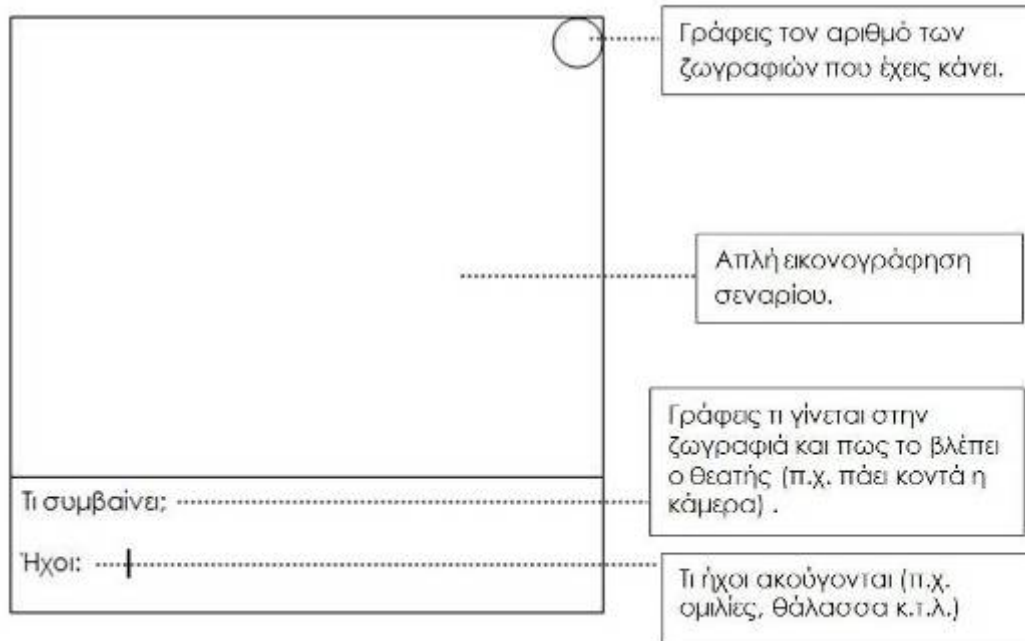 Γράφεις τον αριθμό των
ζωγραφιών που έχεις κάνει.
Απλή εικονογράφηση
σεναρίου.
Γράφεις τι γίνεται στην
ζωγραφιά και πως το βλέπει
ο θεατής (π.χ. πάει κοντά η
κάμερα) .
Τι συμβαίνει;
Ήχοι:
Τι ήχοι ακούγονται (π.χ.
ομιλίες, θάλασσα κ.τ.λ.)